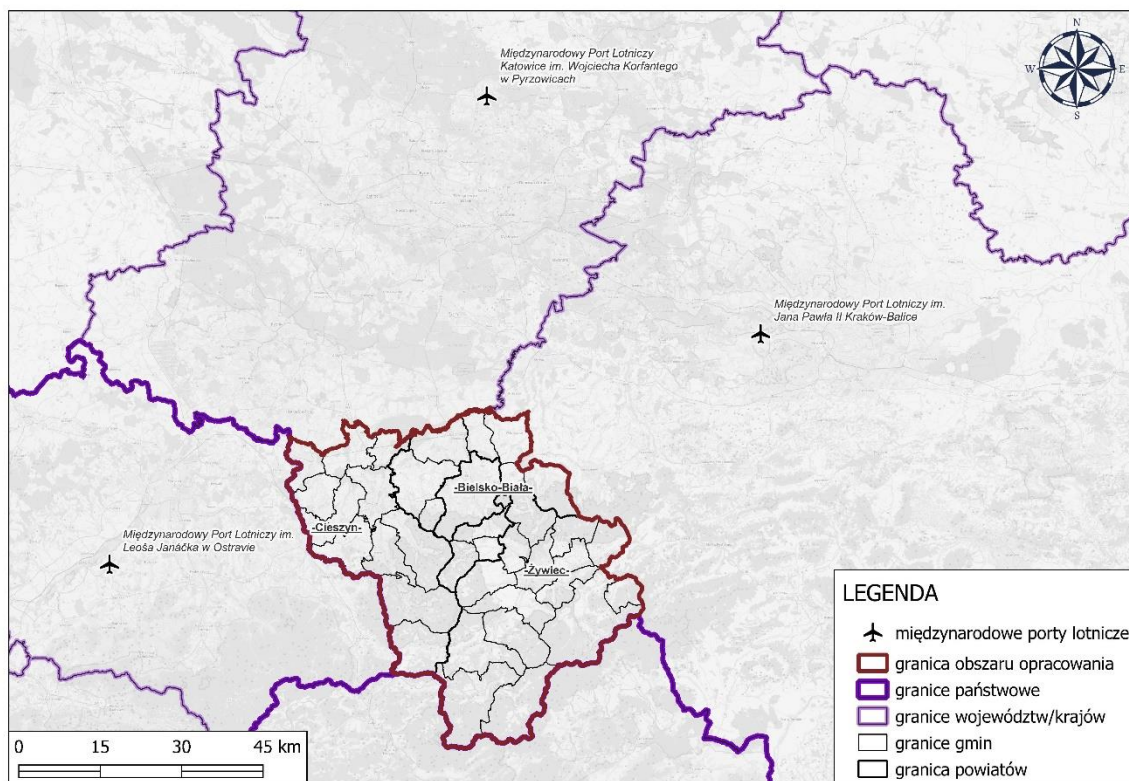 Międzynarodowy Port Lotniczy
Katowice im. Wojciecha Korfantego
w Pyrzowicach
N
W
E
S
Międzynarodowy Port Lotniczy im.
Jana Pawła II Kraków-Balice
-Bielsko-Biała-
-Cieszyn-
Międzynarodowy Port Lotniczy im.
Leoša Janáčka w Ostravie
-Żywiec-
LEGENDA
międzynarodowe porty lotnicze
granica obszaru opracowania
granice państwowe
granice województw/krajów
granice gmin
granica powiatów
0 15 30 45 km